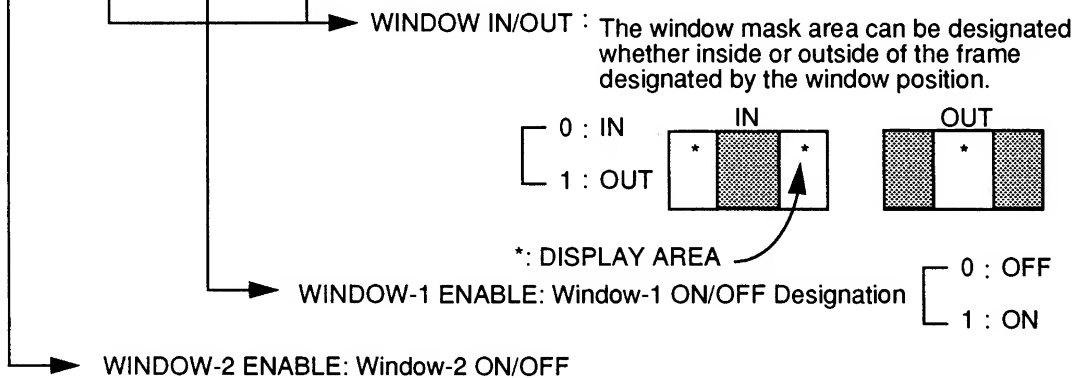 WINDOW IN/OUT : The window mask area can be designated
whether inside or outside of the frame
designated by the window position.
0 : IN
1 : OUT
IN
OUT
* *
*
*: DISPLAY AREA
WINDOW-1 ENABLE: Window-1 ON/OFF Designation
0 : OFF
1 : ON
WINDOW-2 ENABLE: Window-2 ON/OFF